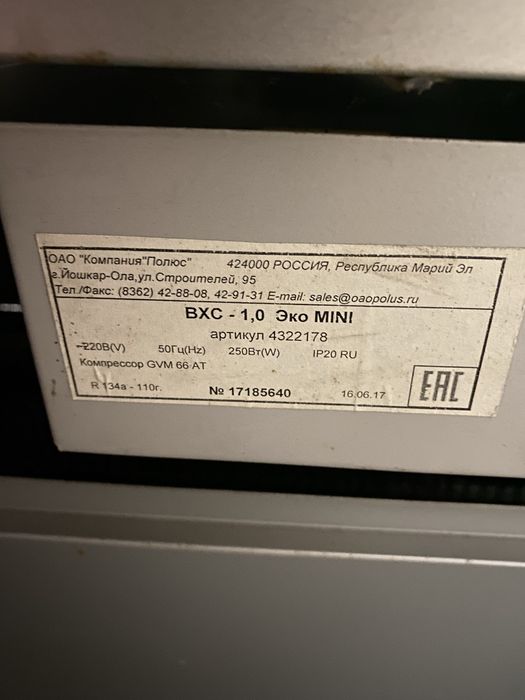 ОАО "Компания"Полюс" 424000 РОССИЯ, Республика Марий Эл
г.Йошкар-Ола,ул.Строителей, 95
Тел./Факс: (8362) 42-88-08, 42-91-31 E-mail: sales@oaopolus.ru
ВХС - 1,0 Эко MINI
артикул 4322178
~220В(V) 50Гц(Hz) 250Вт(W) IP20 RU
Компрессор GVM 66 AT
R 134a - 110г. № 17185640 16.06.17
EAC